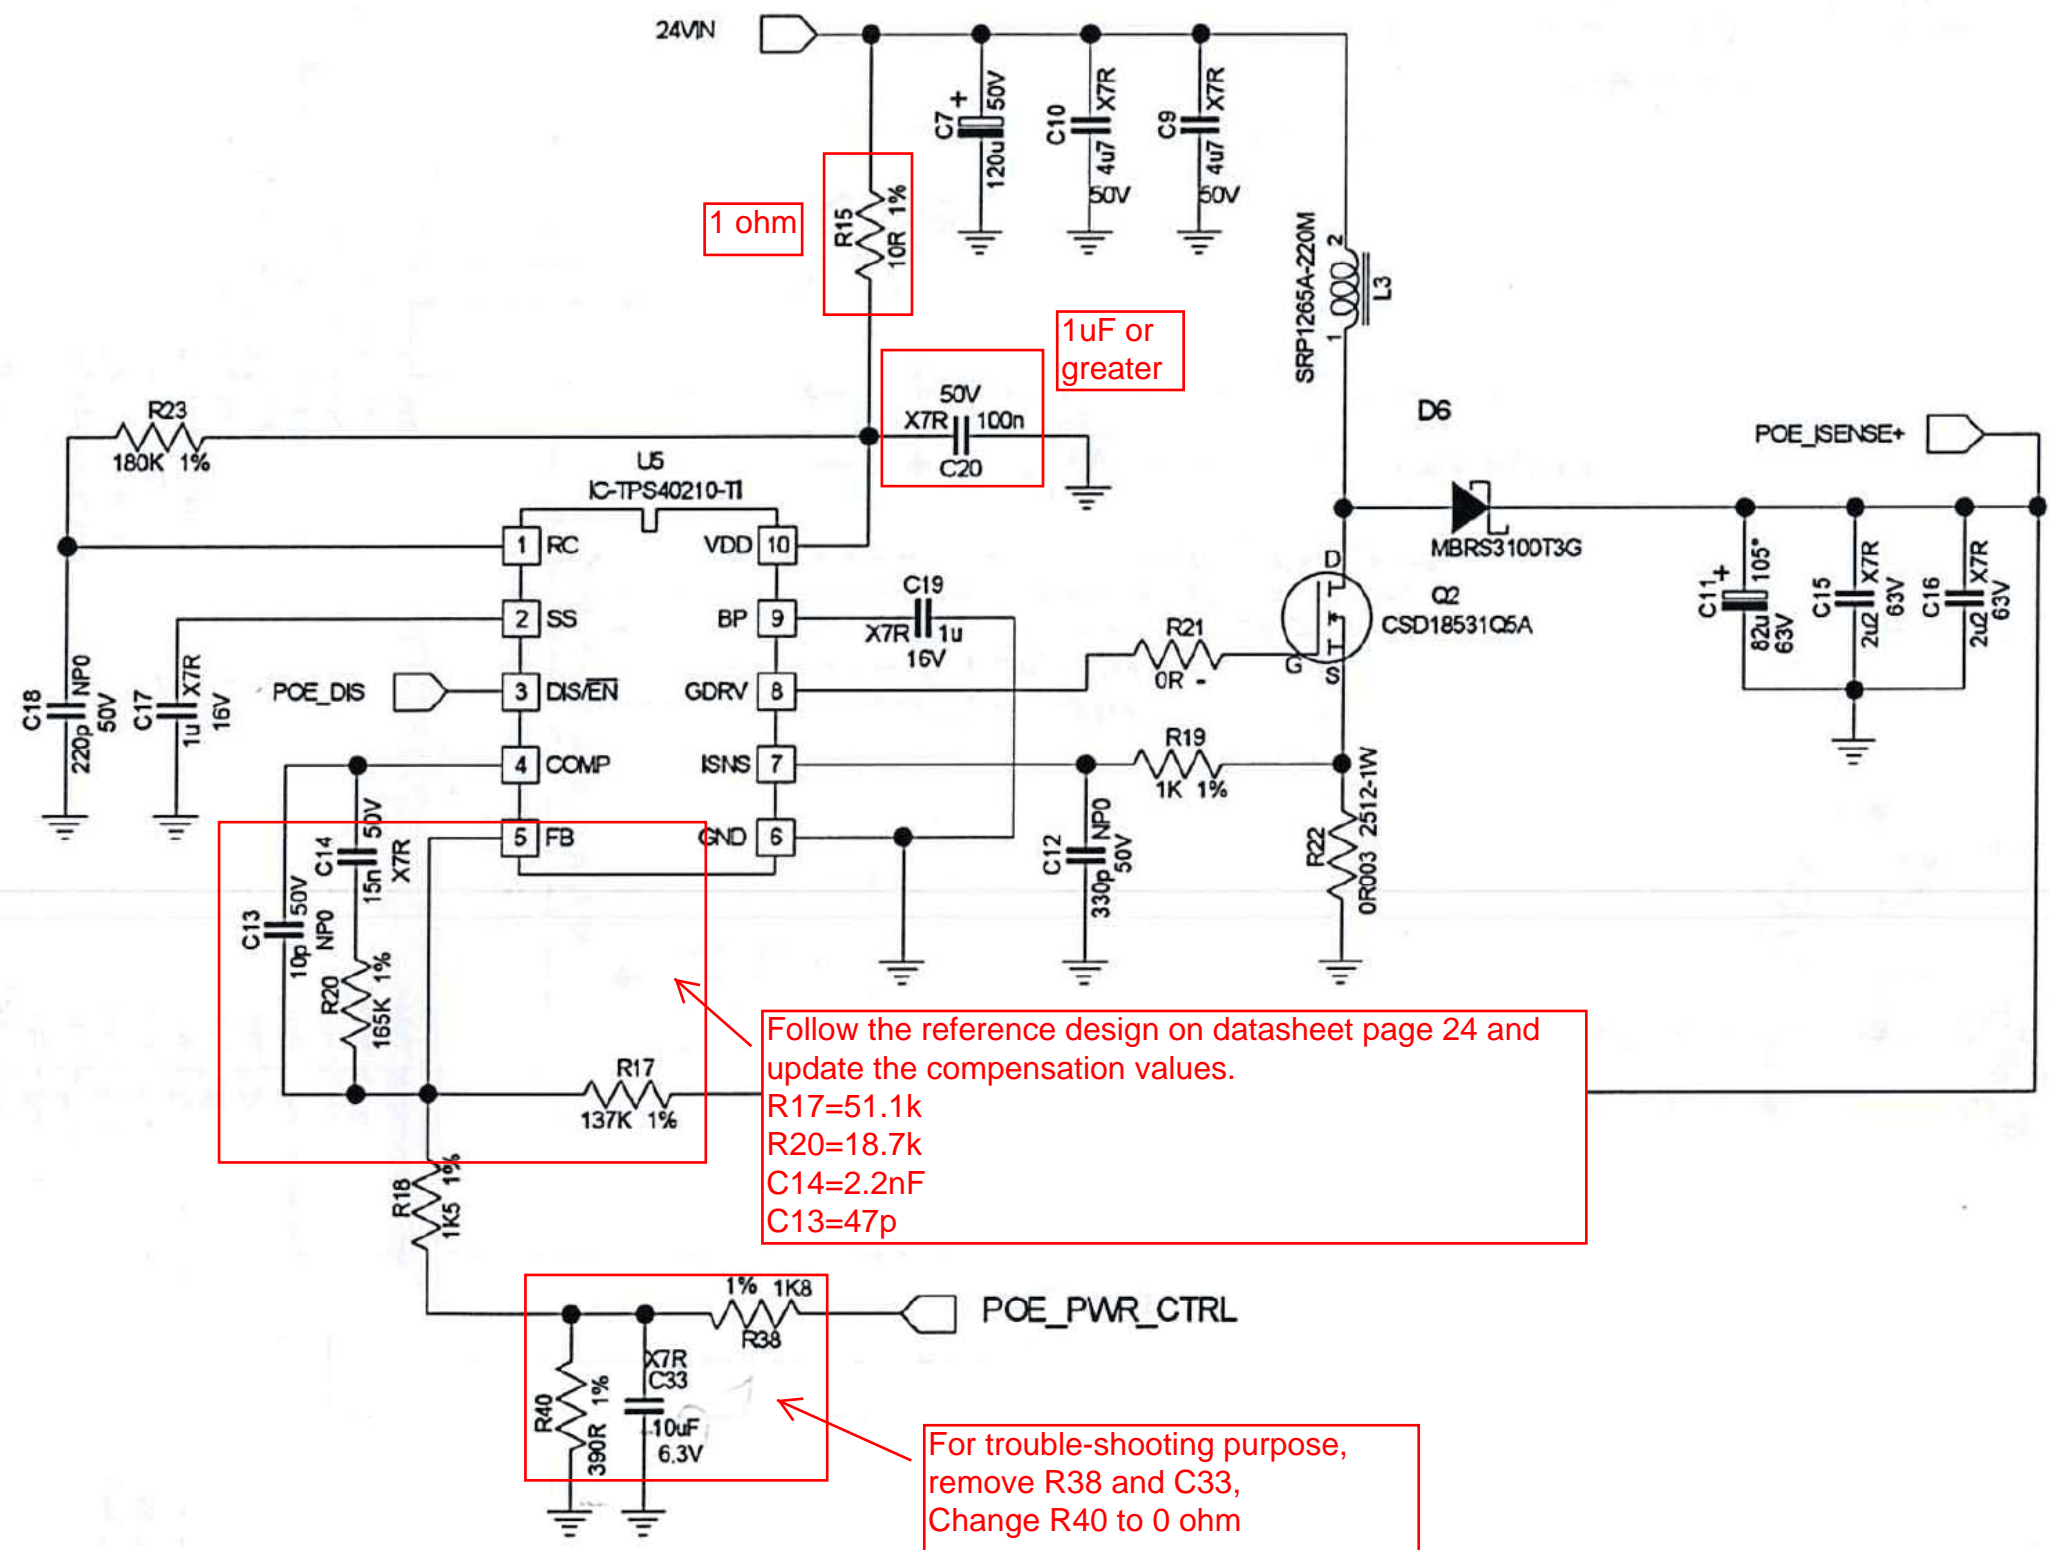 24VIN
C7
+
50V
120u
C10
X7R
4u7
50V
C9
X7R
4u7
50V
R15
1%
10R
1 ohm
SRP1265A-220M
2
1
L3
1uF or
greater
50V
X7R
100n
C20
R23
180K 1%
U5
IC-TPS40210-TI
D6
MBRS3100T3G
POE_ISENSE+
1 RC
2 SS
3 DIS/EN
4 COMP
5 FB
VDD 10
BP 9
GDRV 8
ISNS 7
GND 6
C19
X7R
1u
16V
R21
0R -
D
G
S
Q2
CSD18531Q5A
C11
+
105°
82u
63V
C15
X7R
2u2
63V
C16
X7R
2u2
63V
C18
NP0
220p
50V
C17
X7R
1u
16V
POE_DIS
R19
1K 1%
C12
NP0
330p
50V
R22
2512-1W
0R003
C14
50V
15n
X7R
C13
50V
10p
NP0
R20
1%
165K
R17
137K 1%
Follow the reference design on datasheet page 24 and
update the compensation values.
R17=51.1k
R20=18.7k
C14=2.2nF
C13=47p
R18
1%
1K5
1% 1K8
R38
POE_PWR_CTRL
R40
1%
390R
X7R
C33
10uF
6.3V
For trouble-shooting purpose,
remove R38 and C33,
Change R40 to 0 ohm